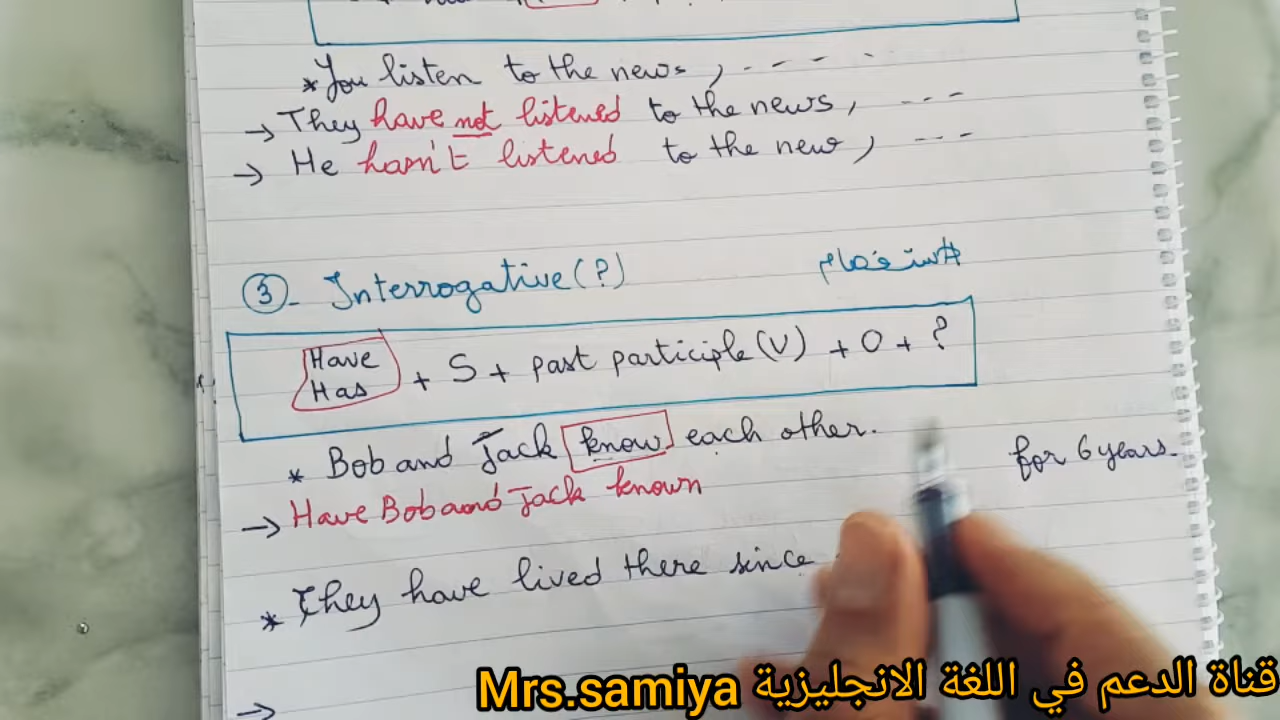 *You listen to the news, - - - - -
→ They have not listened to the news, - - -
→ He hasn't listened to the new, - - -
③- Interrogative (?) الاستفهام
Have
Has + S + past participle (V) + O + ?
* Bob and Jack know each other. for 6 years.
→ Have Bob and Jack known
* They have lived there since
→
Mrs.samiya قناة الدعم في اللغة الانجليزية